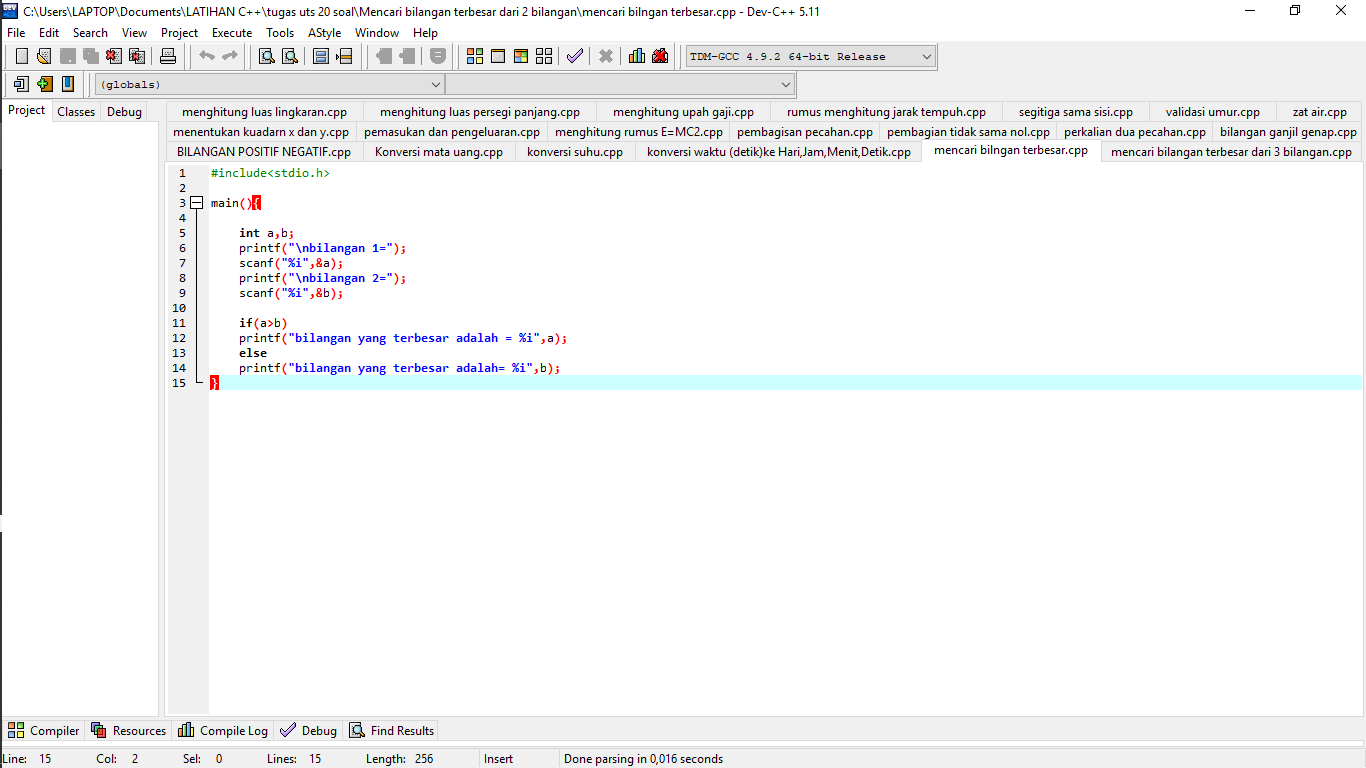 C:\Users\LAPTOP\Documents\LATIHAN C++\tugas uts 20 soal\Mencari bilangan terbesar dari 2 bilangan\mencari bilngan terbesar.cpp - Dev-C++ 5.11
File Edit Search View Project Execute Tools AStyle Window Help
TDM-GCC 4.9.2 64-bit Release
(globals)
Project Classes Debug
menghitung luas lingkaran.cpp menghitung luas persegi panjang.cpp menghitung upah gaji.cpp rumus menghitung jarak tempuh.cpp segitiga sama sisi.cpp validasi umur.cpp zat air.cpp
menentukan kuadarn x dan y.cpp pemasukan dan pengeluaran.cpp menghitung rumus E=MC2.cpp pembagisan pecahan.cpp pembagian tidak sama nol.cpp perkalian dua pecahan.cpp bilangan ganjil genap.cpp
BILANGAN POSITIF NEGATIF.cpp Konversi mata uang.cpp konversi suhu.cpp konversi waktu (detik)ke Hari,Jam,Menit,Detik.cpp mencari bilngan terbesar.cpp mencari bilangan terbesar dari 3 bilangan.cpp
1 #include<stdio.h>
2
3 main(){
4
5 int a,b;
6 printf("\nbilangan 1=");
7 scanf("%i",&a);
8 printf("\nbilangan 2=");
9 scanf("%i",&b);
10
11 if(a>b)
12 printf("bilangan yang terbesar adalah = %i",a);
13 else
14 printf("bilangan yang terbesar adalah= %i",b);
15 }
Compiler Resources Compile Log Debug Find Results
Line: 15 Col: 2 Sel: 0 Lines: 15 Length: 256 Insert Done parsing in 0,016 seconds